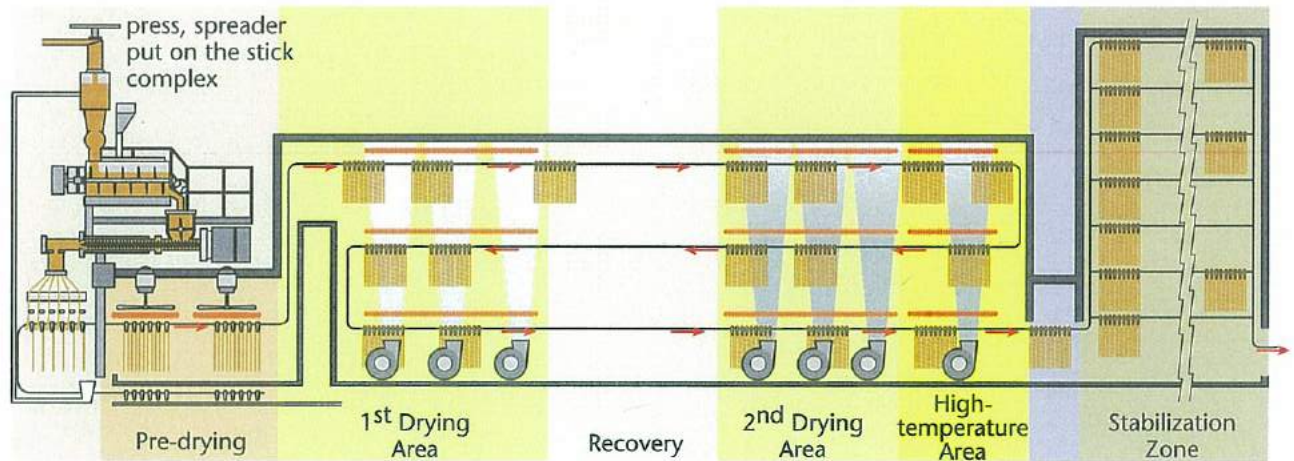 press, spreader
put on the stick
complex
Pre-drying
1st Drying
Area
Recovery
2nd Drying
Area
High-
temperature
Area
Stabilization
Zone